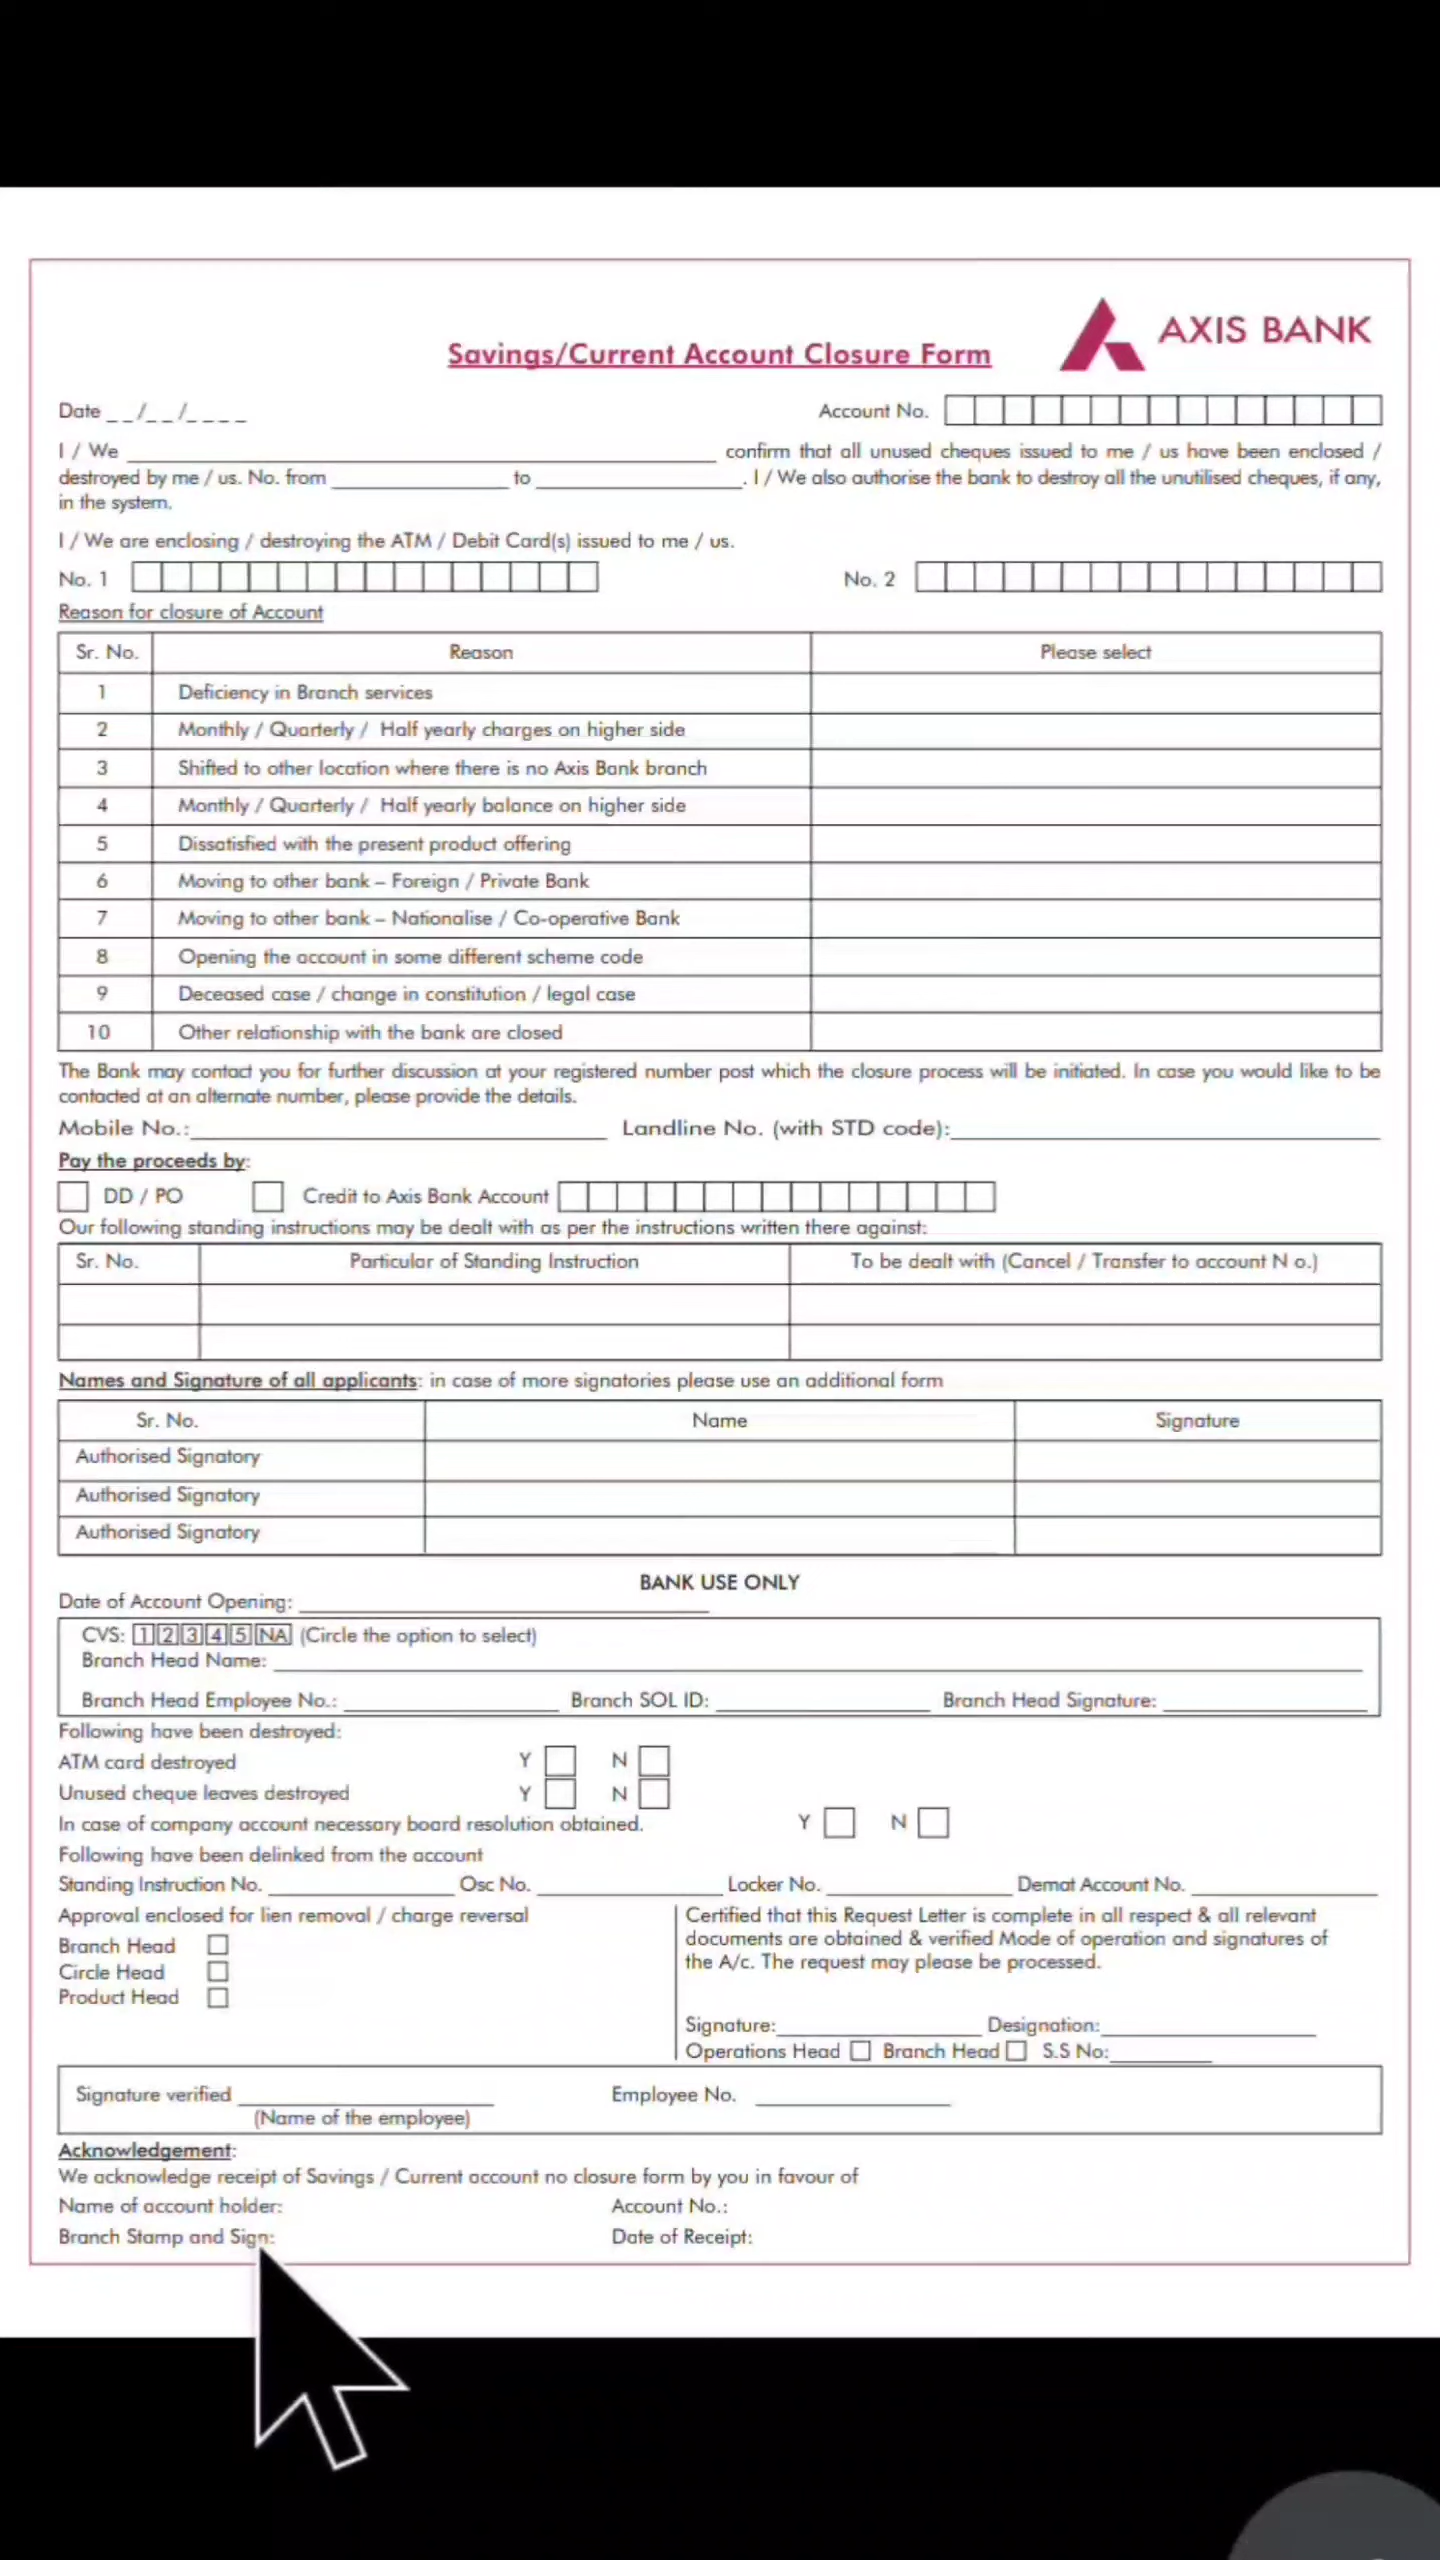 AXIS BANK
Savings/Current Account Closure Form
Date _ _/_ _/_ _ _ _ Account No.
I / We ____________ confirm that all unused cheques issued to me / us have been enclosed /
destroyed by me / us. No. from ____________ to ____________. I / We also authorise the bank to destroy all the unutilised cheques, if any,
in the system.
I / We are enclosing / destroying the ATM / Debit Card(s) issued to me / us.
No. 1 No. 2
Reason for closure of Account
Sr. No. Reason Please select
1 Deficiency in Branch services
2 Monthly / Quarterly / Half yearly charges on higher side
3 Shifted to other location where there is no Axis Bank branch
4 Monthly / Quarterly / Half yearly balance on higher side
5 Dissatisfied with the present product offering
6 Moving to other bank – Foreign / Private Bank
7 Moving to other bank – Nationalise / Co-operative Bank
8 Opening the account in some different scheme code
9 Deceased case / change in constitution / legal case
10 Other relationship with the bank are closed
The Bank may contact you for further discussion at your registered number post which the closure process will be initiated. In case you would like to be
contacted at an alternate number, please provide the details.
Mobile No.:____________ Landline No. (with STD code):____________
Pay the proceeds by:
DD / PO Credit to Axis Bank Account
Our following standing instructions may be dealt with as per the instructions written there against:
Sr. No. Particular of Standing Instruction To be dealt with (Cancel / Transfer to account N o.)
Names and Signature of all applicants: in case of more signatories please use an additional form
Sr. No. Name Signature
Authorised Signatory
Authorised Signatory
Authorised Signatory
BANK USE ONLY
Date of Account Opening: ____________
CVS: 1 2 3 4 5 NA (Circle the option to select)
Branch Head Name: ____________
Branch Head Employee No.: ____________ Branch SOL ID: ____________ Branch Head Signature: ____________
Following have been destroyed:
ATM card destroyed Y N
Unused cheque leaves destroyed Y N
In case of company account necessary board resolution obtained. Y N
Following have been delinked from the account
Standing Instruction No. ____________ Osc No. ____________ Locker No. ____________ Demat Account No. ____________
Approval enclosed for lien removal / charge reversal
Branch Head
Circle Head
Product Head
Certified that this Request Letter is complete in all respect & all relevant
documents are obtained & verified Mode of operation and signatures of
the A/c. The request may please be processed.
Signature:____________ Designation:____________
Operations Head Branch Head S.S No:________
Signature verified ____________ Employee No. ____________
(Name of the employee)
Acknowledgement:
We acknowledge receipt of Savings / Current account no closure form by you in favour of
Name of account holder: Account No.:
Branch Stamp and Sign: Date of Receipt: